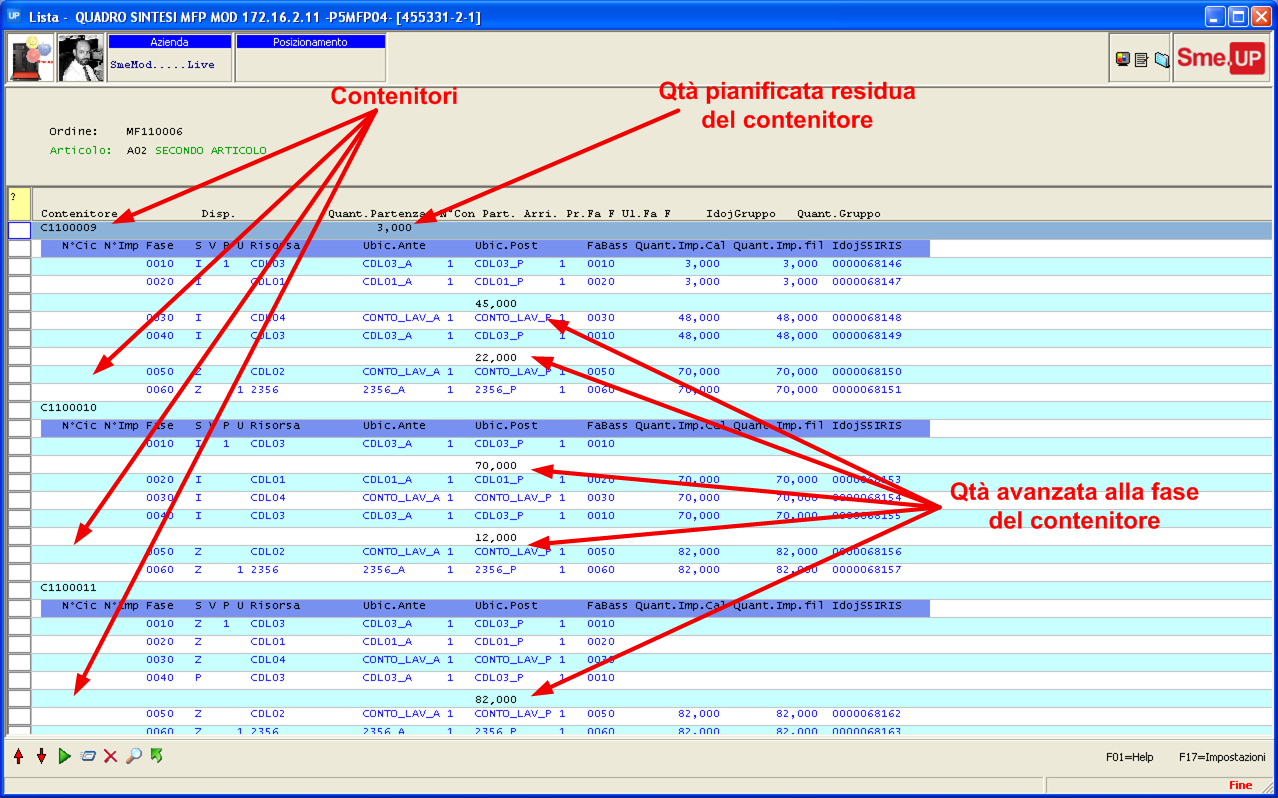 UP Lista - QUADRO SINTESI MFP MOD 172.16.2.11 -P5MFP04- [455331-2-1]
Azienda Posizionamento
SmeMod.....Live
Sme.UP
Contenitori
Qtà pianificata residua
del contenitore
Ordine: MF110006
Articolo: A02 SECONDO ARTICOLO
?
Contenitore Disp. Quant.Partenza N°Con Part. Arri. Pr.Fa F Ul.Fa F IdojGruppo Quant.Gruppo
C1100009 3,000
N°Cic N°Imp Fase S V P U Risorsa Ubic.Ante Ubic.Post FaBass Quant.Imp.Cal Quant.Imp.fil IdojS5IRIS
0010 I 1 CDL03 CDL03_A 1 CDL03_P 1 0010 3,000 3,000 0000068146
0020 I CDL01 CDL01_A 1 CDL01_P 1 0020 3,000 3,000 0000068147
45,000
0030 I CDL04 CONTO_LAV_A 1 CONTO_LAV_P 1 0030 48,000 48,000 0000068148
0040 I CDL03 CDL03_A 1 CDL03_P 1 0010 48,000 48,000 0000068149
22,000
0050 Z CDL02 CONTO_LAV_A 1 CONTO_LAV_P 1 0050 70,000 70,000 0000068150
0060 Z 1 2356 2356_A 1 2356_P 1 0060 70,000 70,000 0000068151
C1100010
N°Cic N°Imp Fase S V P U Risorsa Ubic.Ante Ubic.Post FaBass Quant.Imp.Cal Quant.Imp.fil IdojS5IRIS
0010 I 1 CDL03 CDL03_A 1 CDL03_P 1 0010
70,000
0020 I CDL01 CDL01_A 1 CDL01_P 1 0020 70,000 70,000 0000068153
0030 I CDL04 CONTO_LAV_A 1 CONTO_LAV_P 1 0030 70,000 70,000 0000068154
0040 I CDL03 CDL03_A 1 CDL03_P 1 0010 70,000 70,000 0000068155
Qtà avanzata alla fase
del contenitore
12,000
0050 Z CDL02 CONTO_LAV_A 1 CONTO_LAV_P 1 0050 82,000 82,000 0000068156
0060 Z 1 2356 2356_A 1 2356_P 1 0060 82,000 82,000 0000068157
C1100011
N°Cic N°Imp Fase S V P U Risorsa Ubic.Ante Ubic.Post FaBass Quant.Imp.Cal Quant.Imp.fil IdojS5IRIS
0010 Z 1 CDL03 CDL03_A 1 CDL03_P 1 0010
0020 Z CDL01 CDL01_A 1 CDL01_P 1 0020
0030 Z CDL04 CONTO_LAV_A 1 CONTO_LAV_P 1 0030
0040 P CDL03 CDL03_A 1 CDL03_P 1 0010
82,000
0050 Z CDL02 CONTO_LAV_A 1 CONTO_LAV_P 1 0050 82,000 82,000 0000068162
0060 Z 1 2356 2356_A 1 2356_P 1 0060 82,000 82,000 0000068163
F01=Help F17=Impostazioni
Fine